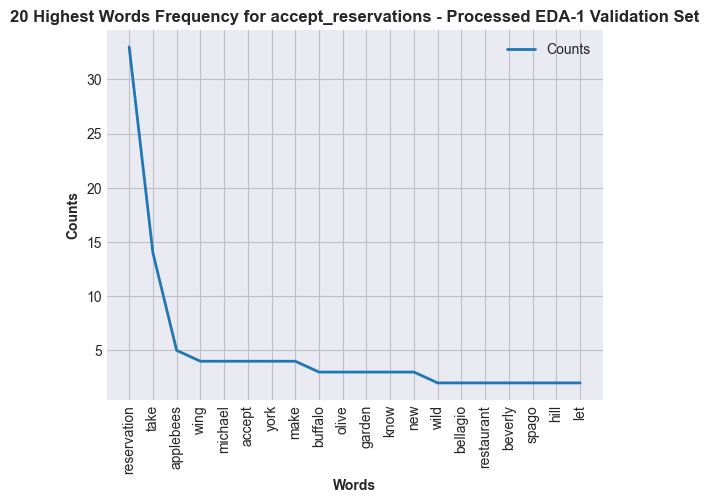 20 Highest Words Frequency for accept_reservations - Processed EDA-1 Validation Set
Counts
30
25
20
15
10
5
Counts
reservation
take
applebees
wing
michael
accept
york
make
buffalo
olive
garden
know
new
wild
bellagio
restaurant
beverly
spago
hill
let
Words